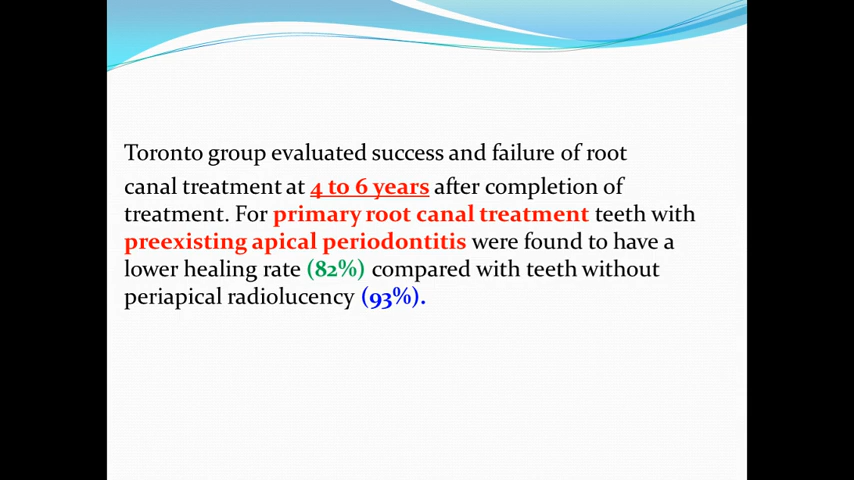 Toronto group evaluated success and failure of root
canal treatment at 4 to 6 years after completion of
treatment. For primary root canal treatment teeth with
preexisting apical periodontitis were found to have a
lower healing rate (82%) compared with teeth without
periapical radiolucency (93%).